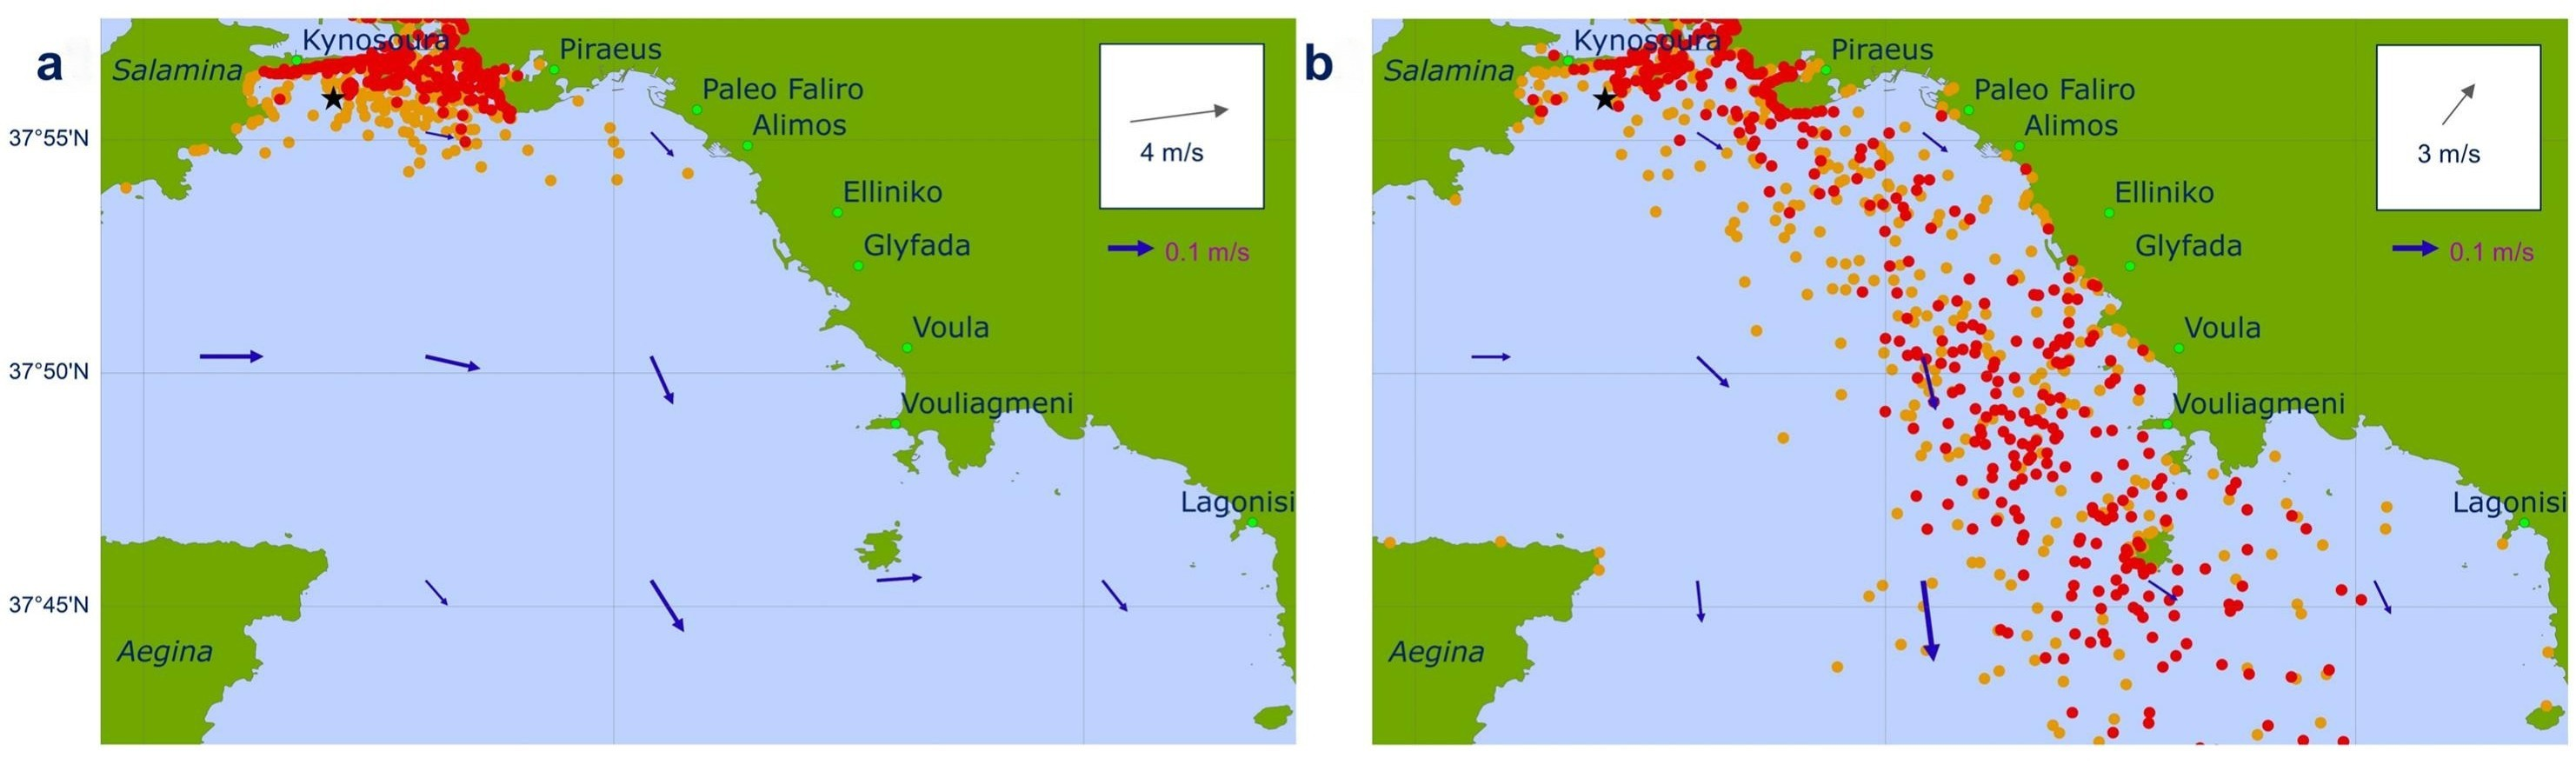 a
Kynosoura
Salamina
Piraeus
Paleo Faliro
Alimos
37°55'N
Elliniko
Glyfada
Voula
37°50'N
Vouliagmeni
Lagonisi
37°45'N
Aegina
4 m/s
0.1 m/s
b
Kynosoura
Salamina
Piraeus
Paleo Faliro
Alimos
Elliniko
Glyfada
Voula
Vouliagmeni
Lagonisi
Aegina
3 m/s
0.1 m/s